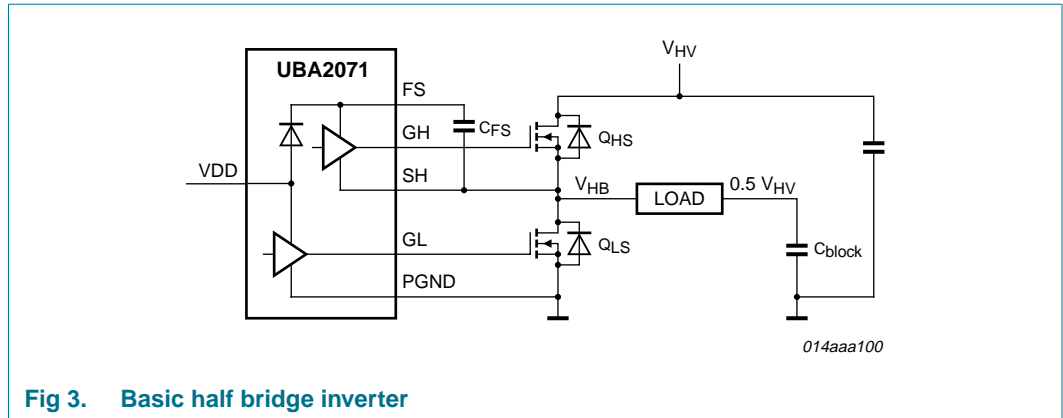 UBA2071
VHV
FS
GH
CFS
QHS
VDD
SH
VHB
LOAD
0.5 VHV
GL
QLS
Cblock
PGND
014aaa100
Fig 3. Basic half bridge inverter